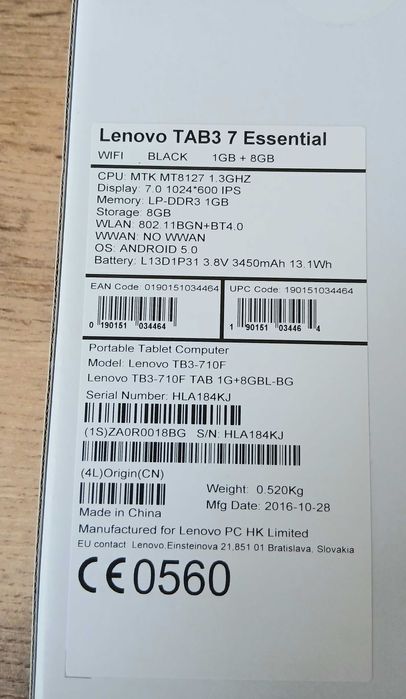 Lenovo TAB3 7 Essential
WIFI BLACK 1GB + 8GB
CPU: MTK MT8127 1.3GHZ
Display: 7.0 1024*600 IPS
Memory: LP-DDR3 1GB
Storage: 8GB
WLAN: 802.11BGN+BT4.0
WWAN: NO WWAN
OS: ANDROID 5.0
Battery: L13D1P31 3.8V 3450mAh 13.1Wh
EAN Code: 0190151034464
UPC Code: 190151034464
0 190151 034464
1 90151 03446 4
Portable Tablet Computer
Model: Lenovo TB3-710F
Lenovo TB3-710F TAB 1G+8GBL-BG
Serial Number: HLA184KJ
(1S)ZA0R0018BG S/N: HLA184KJ
(4L)Origin(CN)
Weight: 0.520Kg
Made in China
Mfg Date: 2016-10-28
Manufactured for Lenovo PC HK Limited
EU contact Lenovo,Einsteinova 21,851 01 Bratislava, Slovakia
CE0560